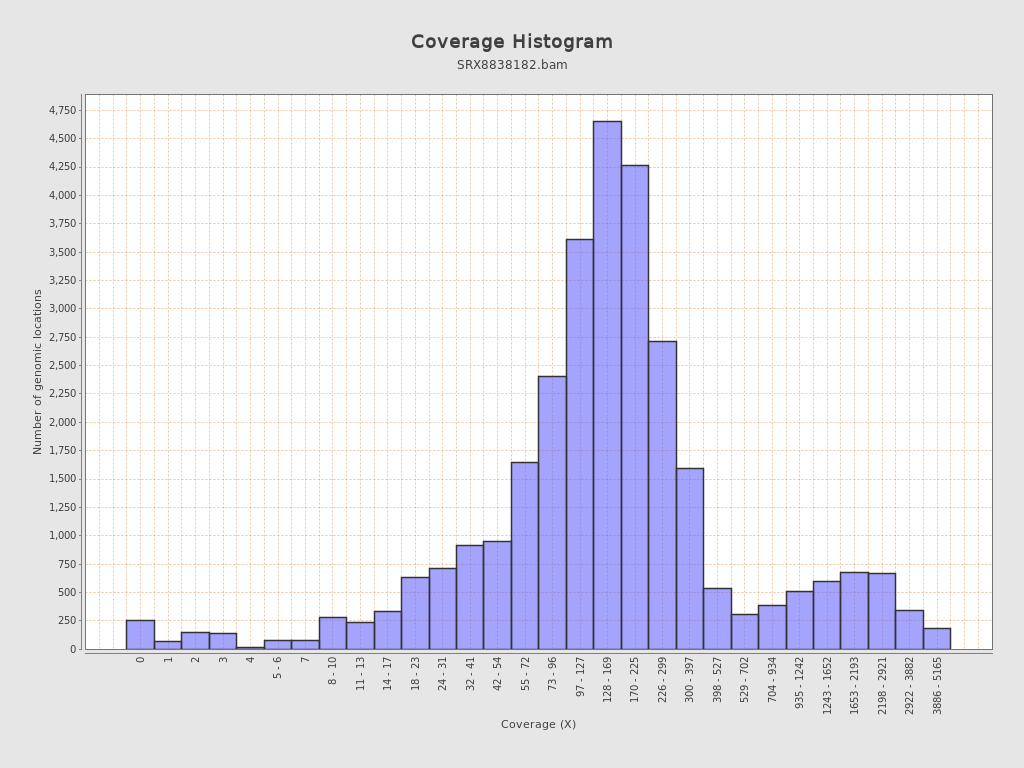 Coverage Histogram
SRX8838182.bam
4,750
4,500
4,250
4,000
3,750
3,500
3,250
3,000
2,750
2,500
2,250
2,000
1,750
1,500
1,250
1,000
750
500
250
0
Number of genomic locations
0
1
2
3
4
5 - 6
7
8 - 10
11 - 13
14 - 17
18 - 23
24 - 31
32 - 41
42 - 54
55 - 72
73 - 96
97 - 127
128 - 169
170 - 225
226 - 299
300 - 397
398 - 527
529 - 702
704 - 934
935 - 1242
1243 - 1652
1653 - 2193
2198 - 2921
2922 - 3882
3886 - 5165
Coverage (X)